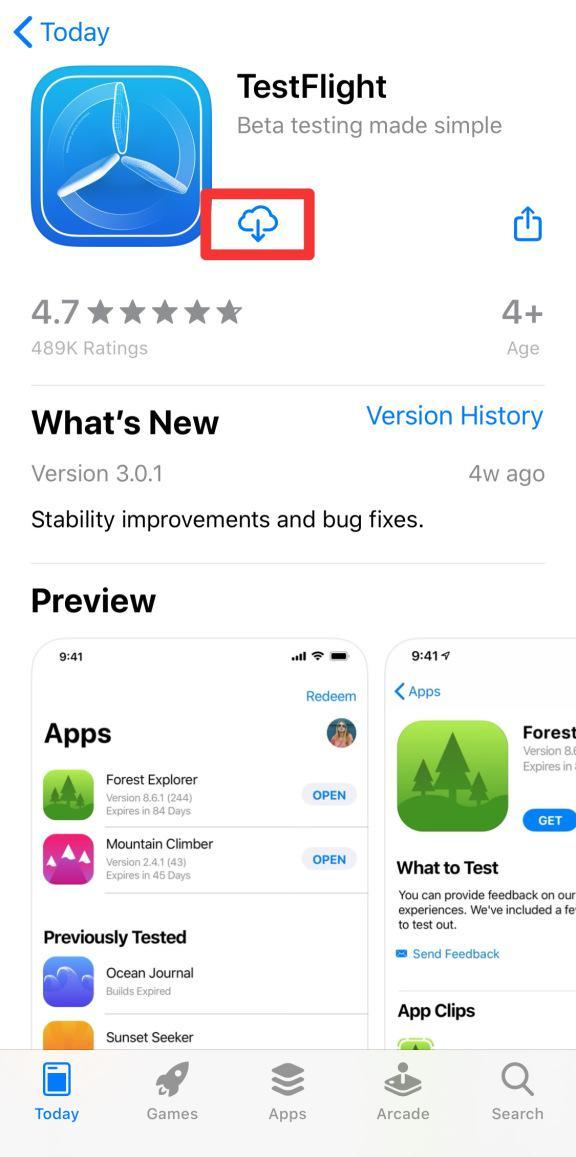 Today
TestFlight
Beta testing made simple
4.7
4+
489K Ratings
Age
What's New
Version History
Version 3.0.1
4w ago
Stability improvements and bug fixes.
Preview
9:41
Redeem
Apps
Forest Explorer
Version 8.6.1 (244)
Expires in 84 Days
OPEN
Mountain Climber
Version 2.4.1 (43)
Expires in 45 Days
OPEN
Previously Tested
Ocean Journal
Builds Expired
Sunset Seeker
9:41
Apps
Forest
Version 8.6
Expires in
GET
What to Test
You can provide feedback on our
experiences. We've included a fe
to test out.
Send Feedback
App Clips
Today
Games
Apps
Arcade
Search